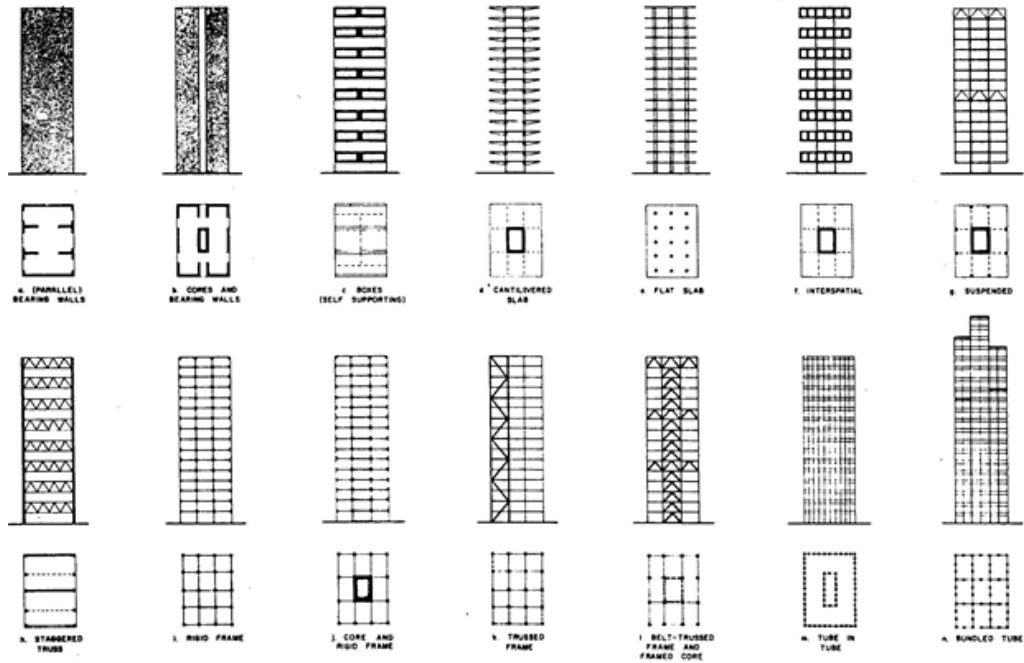 a. (PARALLEL)
BEARING WALLS
b. CORES AND
BEARING WALLS
c. BOXES
(SELF SUPPORTING)
d. CANTILIVERED
SLAB
e. FLAT SLAB
f. INTERSPATIAL
g. SUSPENDED
h. STAGGERED
TRUSS
i. RIGID FRAME
j. CORE AND
RIGID FRAME
k. TRUSSED
FRAME
l. BELT-TRUSSED
FRAME AND
FRAMED CORE
m. TUBE IN
TUBE
n. BUNDLED TUBE